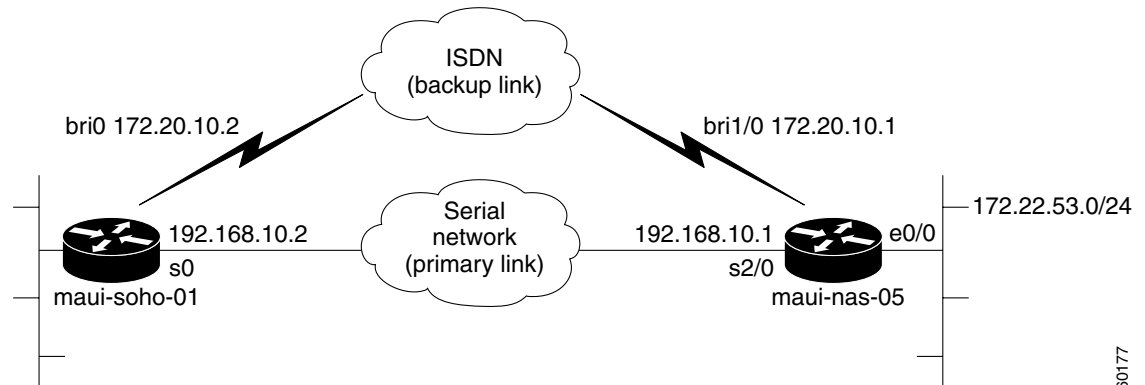 ISDN
(backup link)
bri0 172.20.10.2
bri1/0 172.20.10.1
172.22.53.0/24
Serial
network
(primary link)
192.168.10.2
192.168.10.1
e0/0
s0
s2/0
maui-soho-01
maui-nas-05